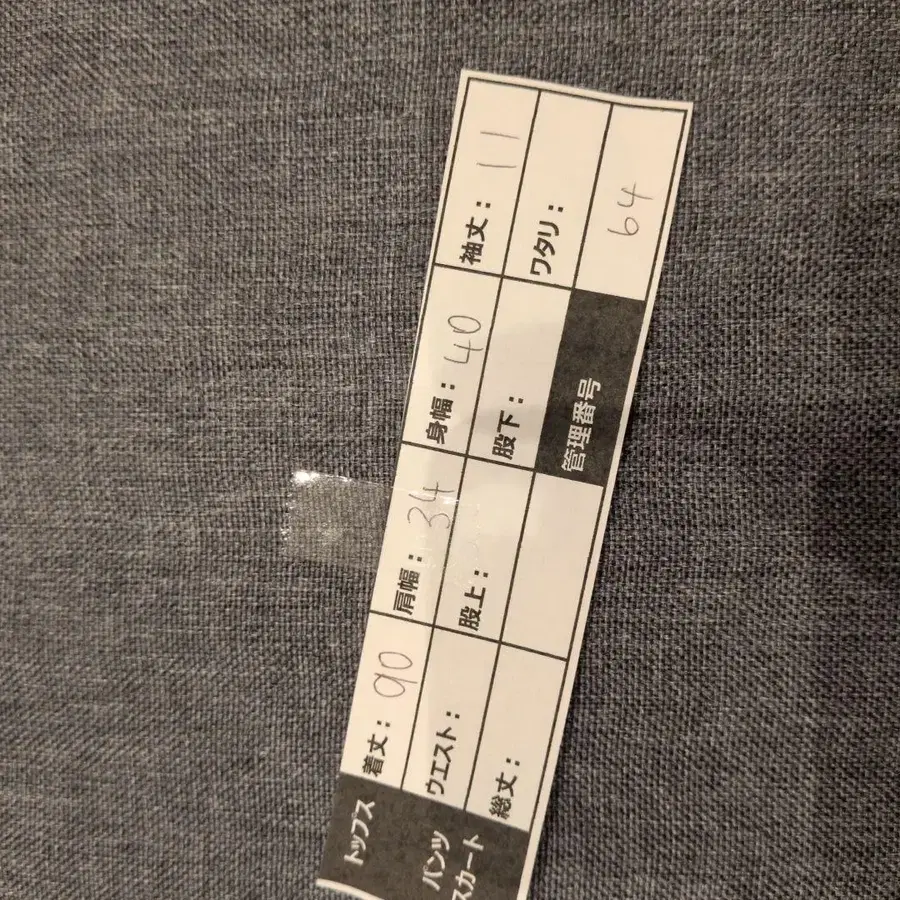 トップス 着丈: 90 肩幅: 34 身幅: 40 袖丈: 11
パンツ ウエスト: 股上: 股下: ワタリ:
スカート 総丈: 管理番号 64